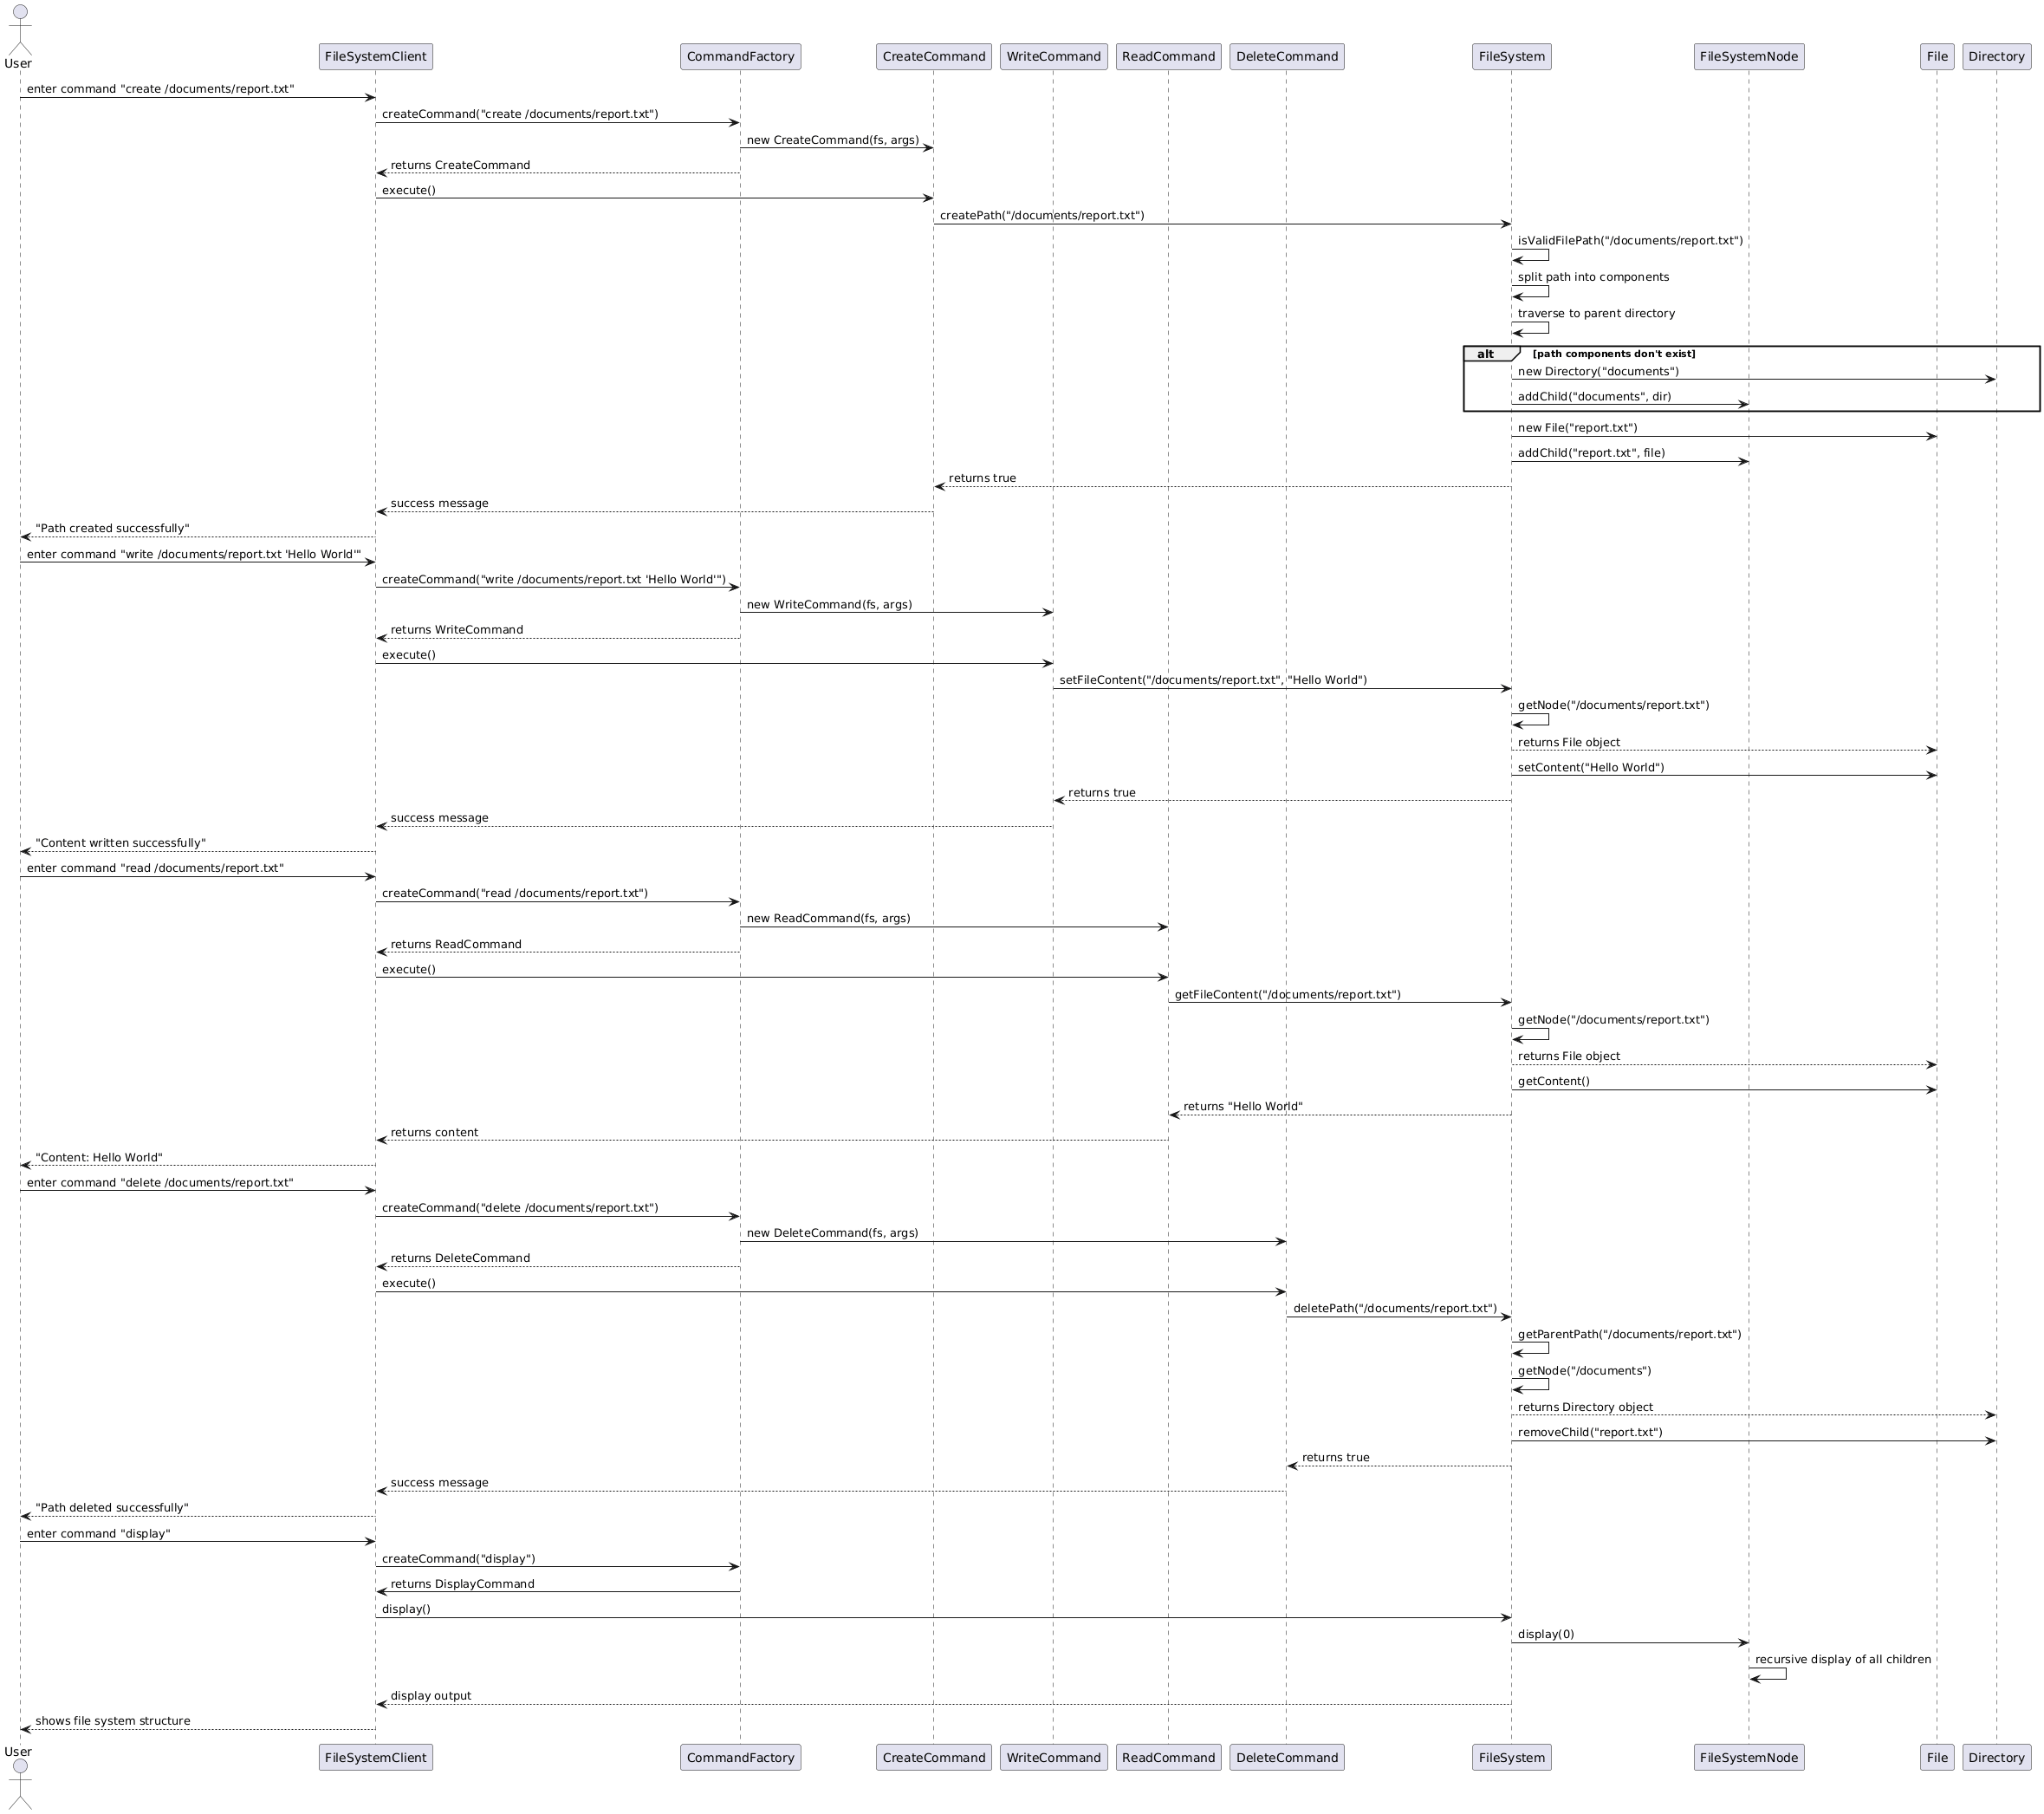 User
FileSystemClient
CommandFactory
CreateCommand
WriteCommand
ReadCommand
DeleteCommand
FileSystem
FileSystemNode
File
Directory
enter command "create /documents/report.txt"
createCommand("create /documents/report.txt")
new CreateCommand(fs, args)
returns CreateCommand
execute()
createPath("/documents/report.txt")
isValidFilePath("/documents/report.txt")
split path into components
traverse to parent directory
alt [path components don't exist]
new Directory("documents")
addChild("documents", dir)
new File("report.txt")
addChild("report.txt", file)
returns true
success message
"Path created successfully"
enter command "write /documents/report.txt 'Hello World'"
createCommand("write /documents/report.txt 'Hello World'")
new WriteCommand(fs, args)
returns WriteCommand
execute()
setFileContent("/documents/report.txt", "Hello World")
getNode("/documents/report.txt")
returns File object
setContent("Hello World")
returns true
success message
"Content written successfully"
enter command "read /documents/report.txt"
createCommand("read /documents/report.txt")
new ReadCommand(fs, args)
returns ReadCommand
execute()
getFileContent("/documents/report.txt")
getNode("/documents/report.txt")
returns File object
getContent()
returns "Hello World"
returns content
"Content: Hello World"
enter command "delete /documents/report.txt"
createCommand("delete /documents/report.txt")
new DeleteCommand(fs, args)
returns DeleteCommand
execute()
deletePath("/documents/report.txt")
getParentPath("/documents/report.txt")
getNode("/documents")
returns Directory object
removeChild("report.txt")
returns true
success message
"Path deleted successfully"
enter command "display"
createCommand("display")
returns DisplayCommand
display()
display(0)
recursive display of all children
display output
shows file system structure
User
FileSystemClient
CommandFactory
CreateCommand
WriteCommand
ReadCommand
DeleteCommand
FileSystem
FileSystemNode
File
Directory